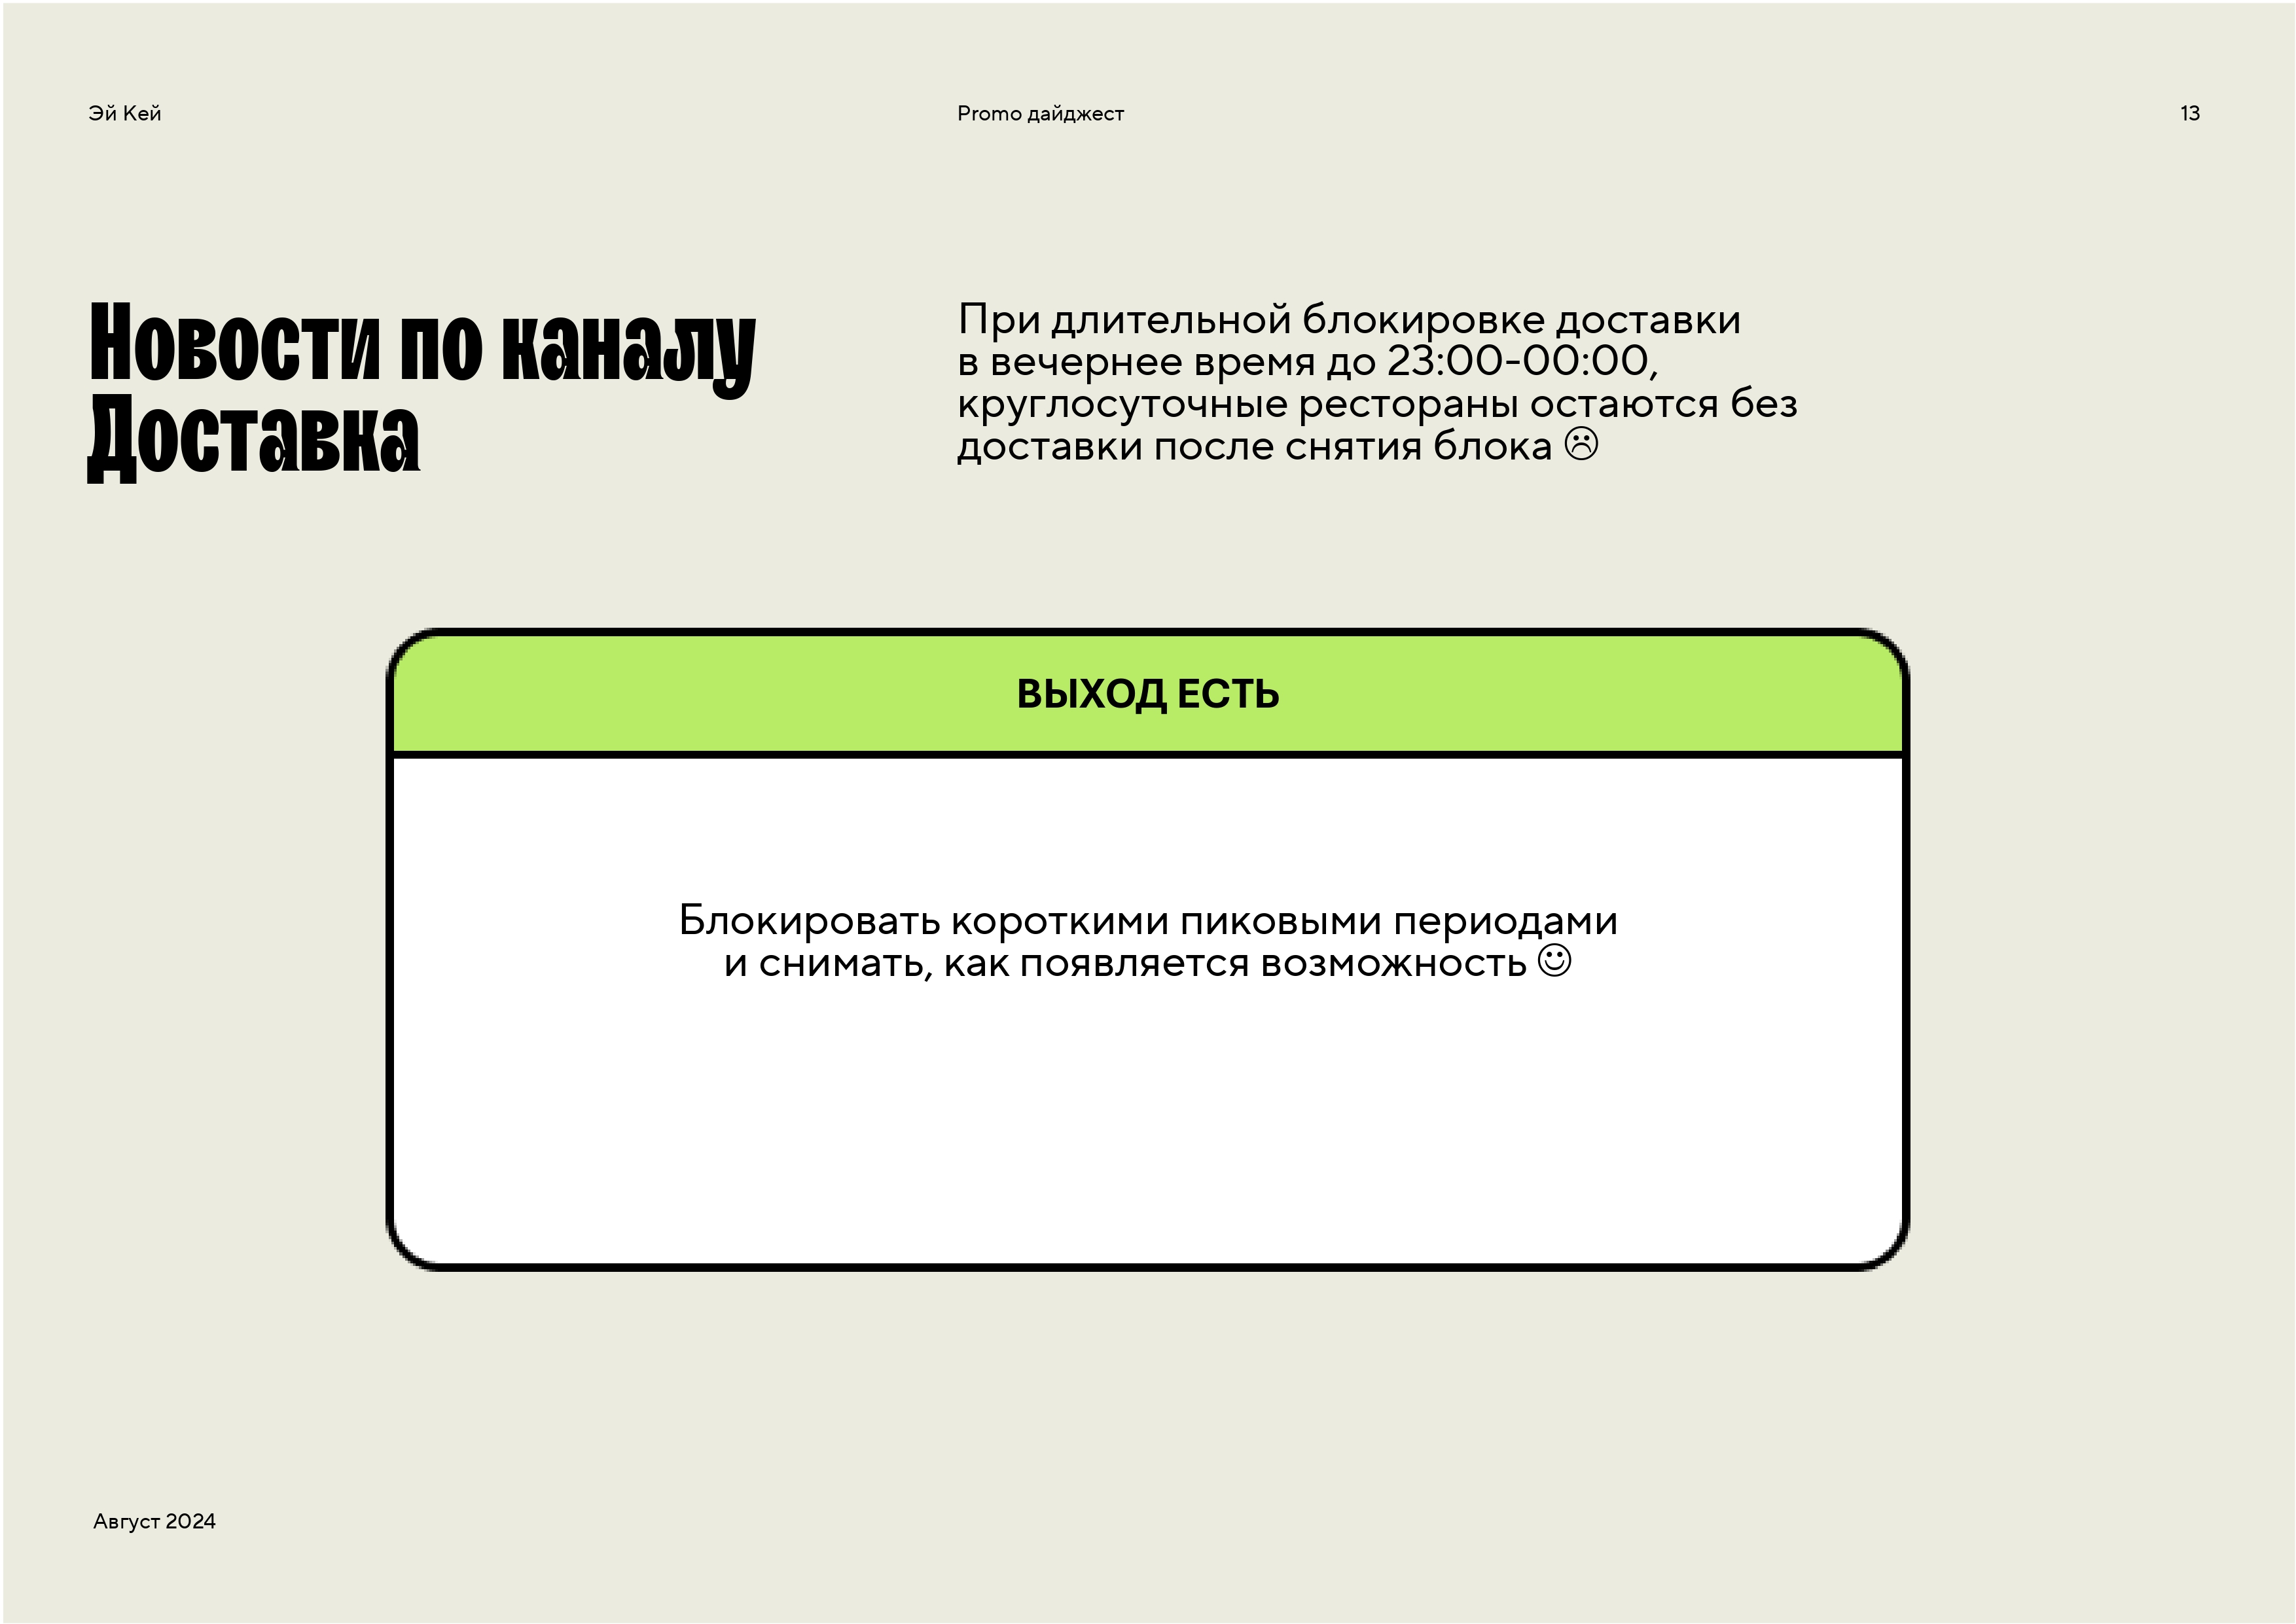 Эй Кей
Promo дайджест
13
Новости по каналу
Доставка
При длительной блокировке доставки
в вечернее время до 23:00-00:00,
круглосуточные рестораны остаются без
доставки после снятия блока ☹
ВЫХОД ЕСТЬ
Блокировать короткими пиковыми периодами
и снимать, как появляется возможность ☺
Август 2024